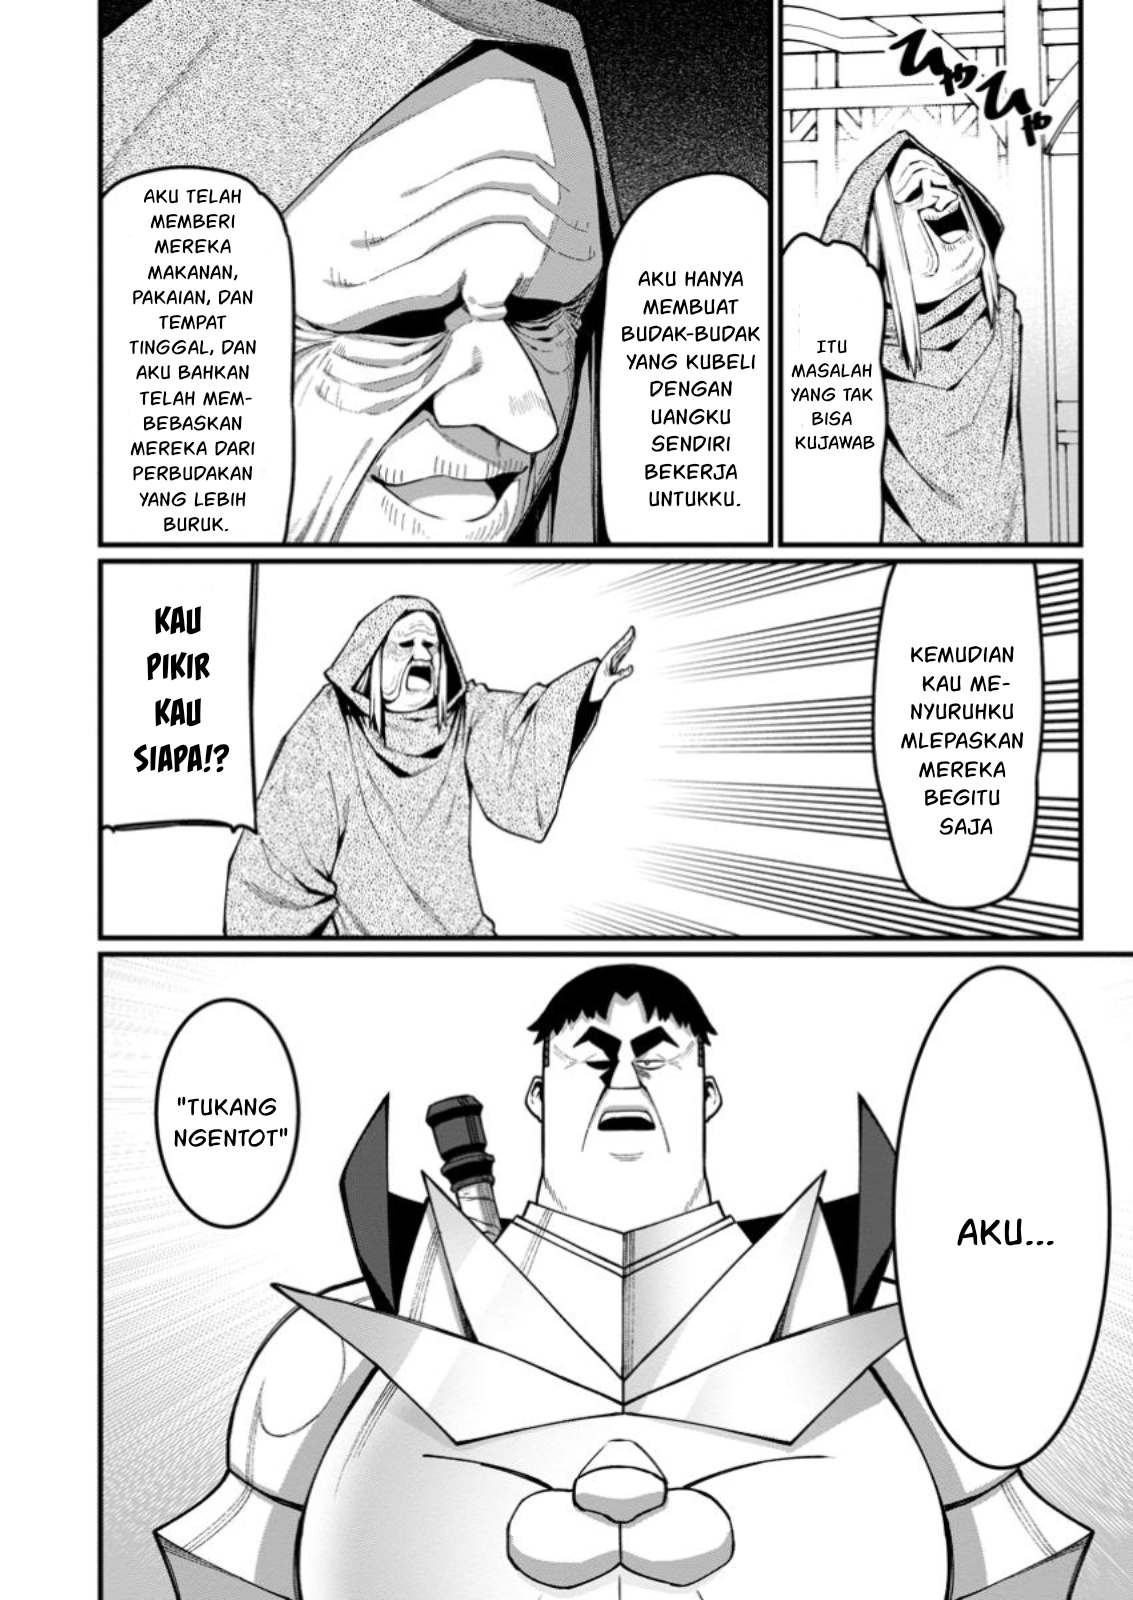 ひゃ
ひゃ
ITU
MASALAH
YANG TAK
BISA
KUJAWAB
AKU HANYA
MEMBUAT
BUDAK-BUDAK
YANG KUBELI
DENGAN
UANGKU
SENDIRI
BEKERJA
UNTUKKU.
AKU TELAH
MEMBERI
MEREKA
MAKANAN,
PAKAIAN, DAN
TEMPAT
TINGGAL, DAN
AKU BAHKAN
TELAH MEM-
BEBASKAN
MEREKA DARI
PERBUDAKAN
YANG LEBIH
BURUK.
KEMUDIAN
KAU ME-
NYURUHKU
MLEPASKAN
MEREKA
BEGITU
SAJA
KAU
PIKIR
KAU
SIAPA!?
AKU...
"TUKANG
NGENTOT"